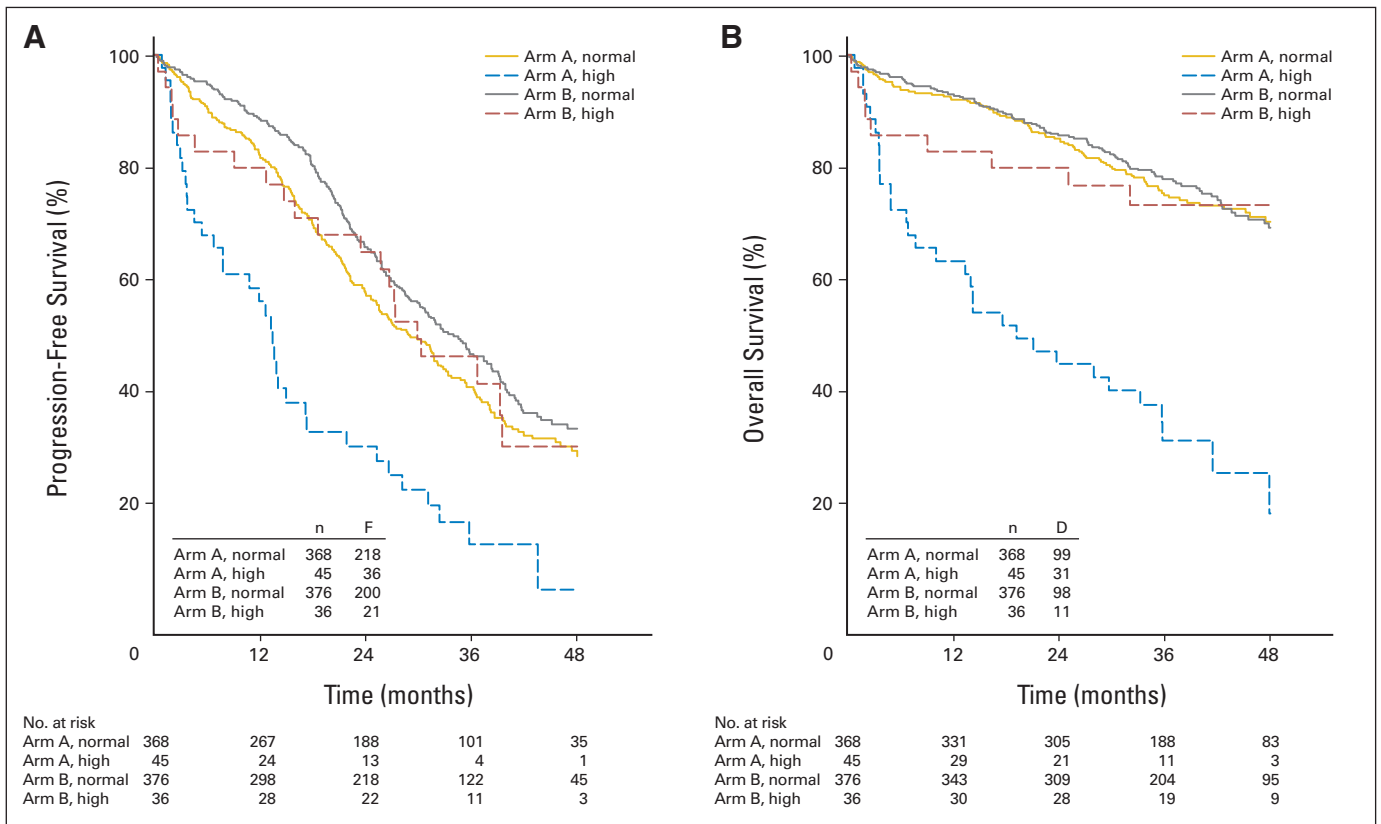 A
100
80
60
40
20
0
12
24
36
48
Progression-Free Survival (%)
Time (months)
Arm A, normal
Arm A, high
Arm B, normal
Arm B, high
n F
Arm A, normal 368 218
Arm A, high 45 36
Arm B, normal 376 200
Arm B, high 36 21
No. at risk
Arm A, normal 368 267 188 101 35
Arm A, high 45 24 13 4 1
Arm B, normal 376 298 218 122 45
Arm B, high 36 28 22 11 3
B
100
80
60
40
20
0
12
24
36
48
Overall Survival (%)
Time (months)
Arm A, normal
Arm A, high
Arm B, normal
Arm B, high
n D
Arm A, normal 368 99
Arm A, high 45 31
Arm B, normal 376 98
Arm B, high 36 11
No. at risk
Arm A, normal 368 331 305 188 83
Arm A, high 45 29 21 11 3
Arm B, normal 376 343 309 204 95
Arm B, high 36 30 28 19 9